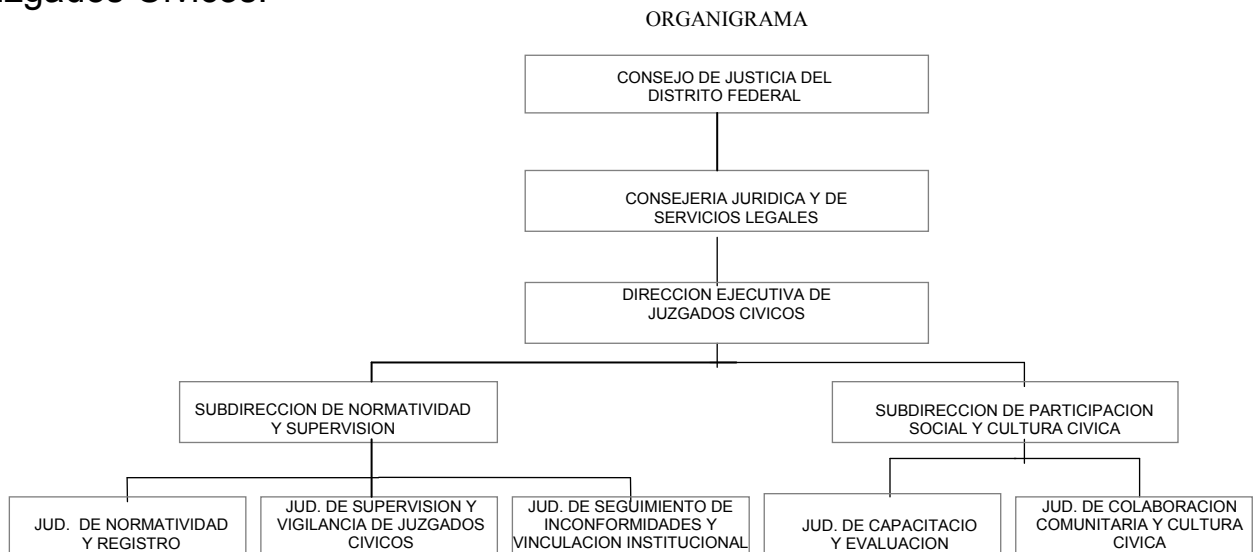 ORGANIGRAMA
CONSEJO DE JUSTICIA DEL
DISTRITO FEDERAL
CONSEJERIA JURIDICA Y DE
SERVICIOS LEGALES
DIRECCION EJECUTIVA DE
JUZGADOS CIVICOS
SUBDIRECCION DE NORMATIVIDAD
Y SUPERVISION
SUBDIRECCION DE PARTICIPACION
SOCIAL Y CULTURA CIVICA
JUD. DE NORMATIVIDAD
Y REGISTRO
JUD. DE SUPERVISION Y
VIGILANCIA DE JUZGADOS
CIVICOS
JUD. DE SEGUIMIENTO DE
INCONFORMIDADES Y
VINCULACION INSTITUCIONAL
JUD. DE CAPACITACIO
Y EVALUACION
JUD. DE COLABORACION
COMUNITARIA Y CULTURA
CIVICA